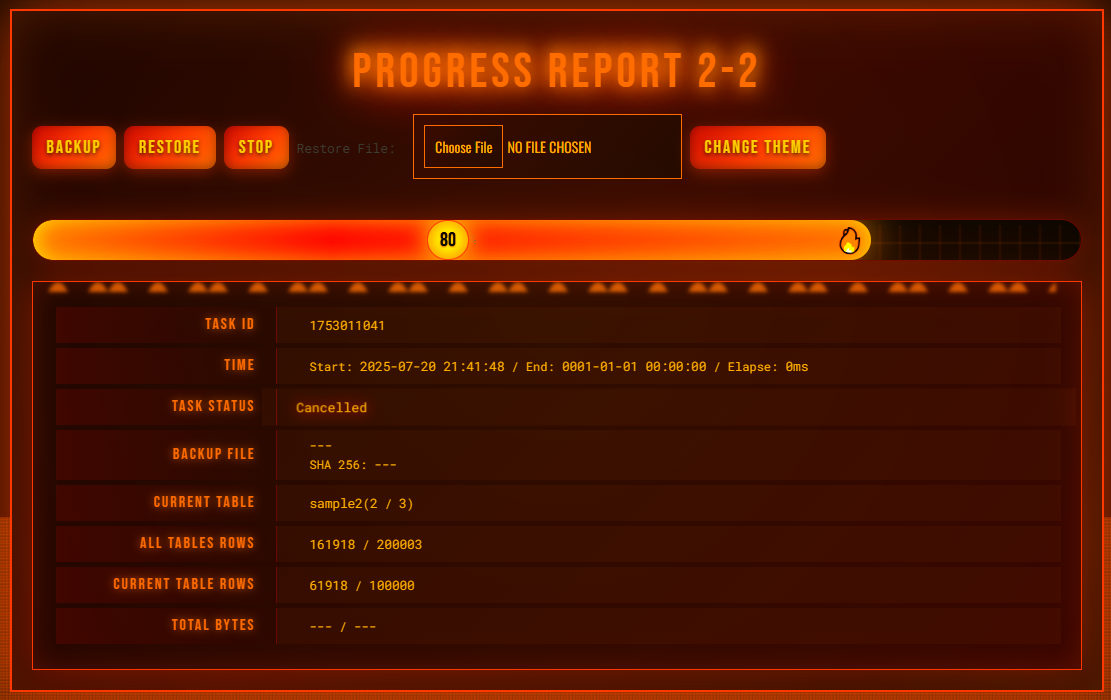 PROGRESS REPORT 2-2
BACKUP RESTORE STOP Restore File: Choose File NO FILE CHOSEN CHANGE THEME
80
TASK ID 1753011041
TIME Start: 2025-07-20 21:41:48 / End: 0001-01-01 00:00:00 / Elapse: 0ms
TASK STATUS Cancelled
BACKUP FILE ---
SHA 256: ---
CURRENT TABLE sample2(2 / 3)
ALL TABLES ROWS 161918 / 200003
CURRENT TABLE ROWS 61918 / 100000
TOTAL BYTES --- / ---